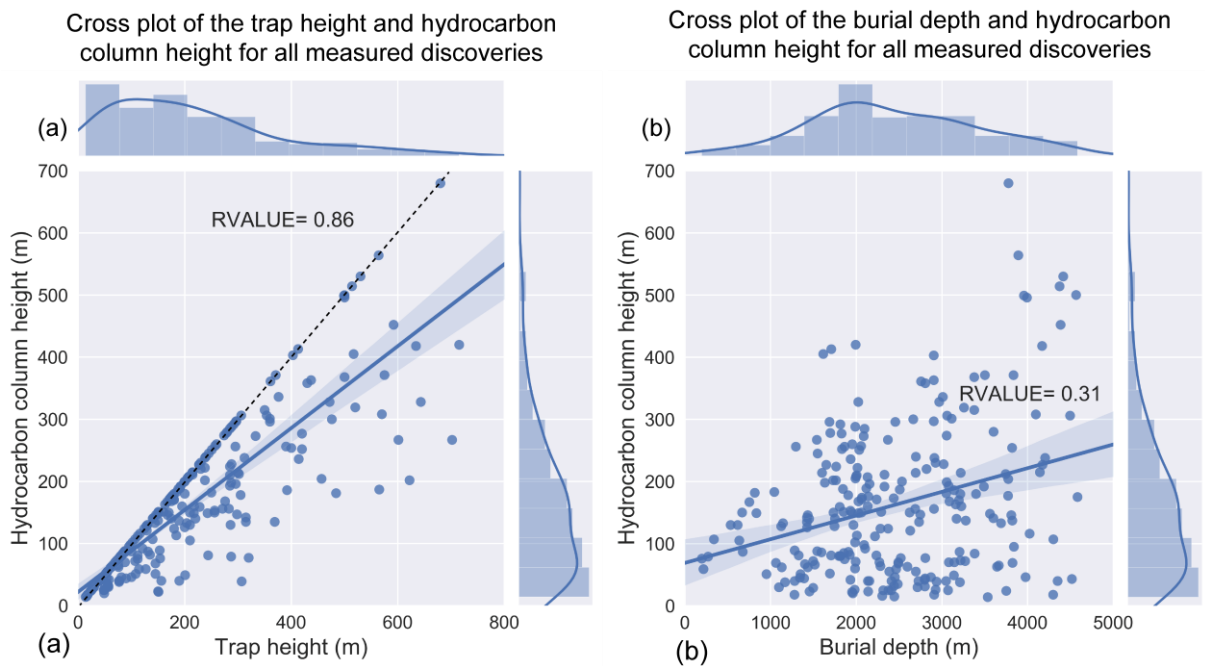 Cross plot of the trap height and hydrocarbon
column height for all measured discoveries
(a)
700
600
500
400
300
200
100
0
Hydrocarbon column height (m)
RVALUE= 0.86
0 200 400 600 800
Trap height (m)
(a)
Cross plot of the burial depth and hydrocarbon
column height for all measured discoveries
(b)
700
600
500
400
300
200
100
0
Hydrocarbon column height (m)
RVALUE= 0.31
0 1000 2000 3000 4000 5000
Burial depth (m)
(b)